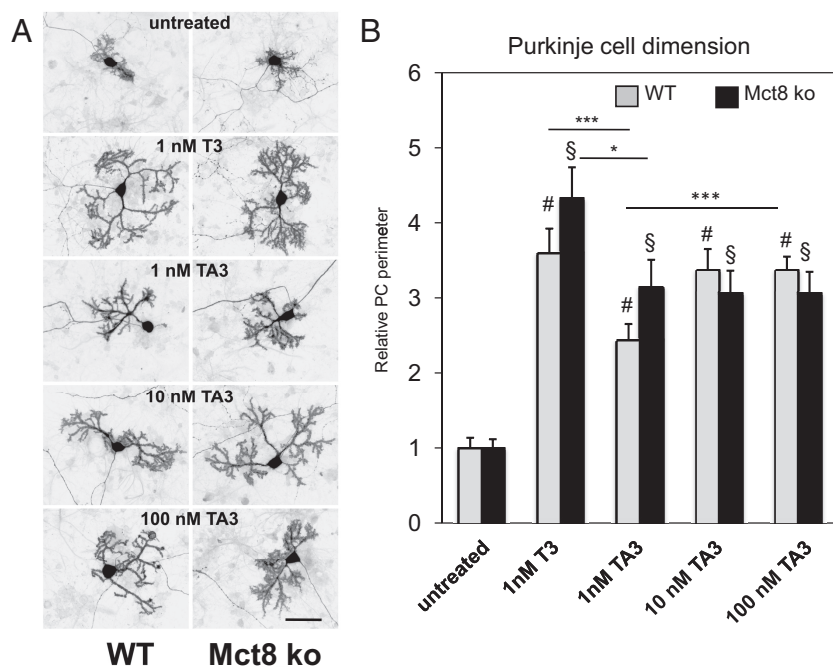 A
untreated
1 nM T3
1 nM TA3
10 nM TA3
100 nM TA3
WT
Mct8 ko
B
Purkinje cell dimension
WT
Mct8 ko
Relative PC perimeter
6
5
4
3
2
1
0
***
§
*
***
#
§
#
#
§
#
§
untreated
1nM T3
1nM TA3
10 nM TA3
100 nM TA3